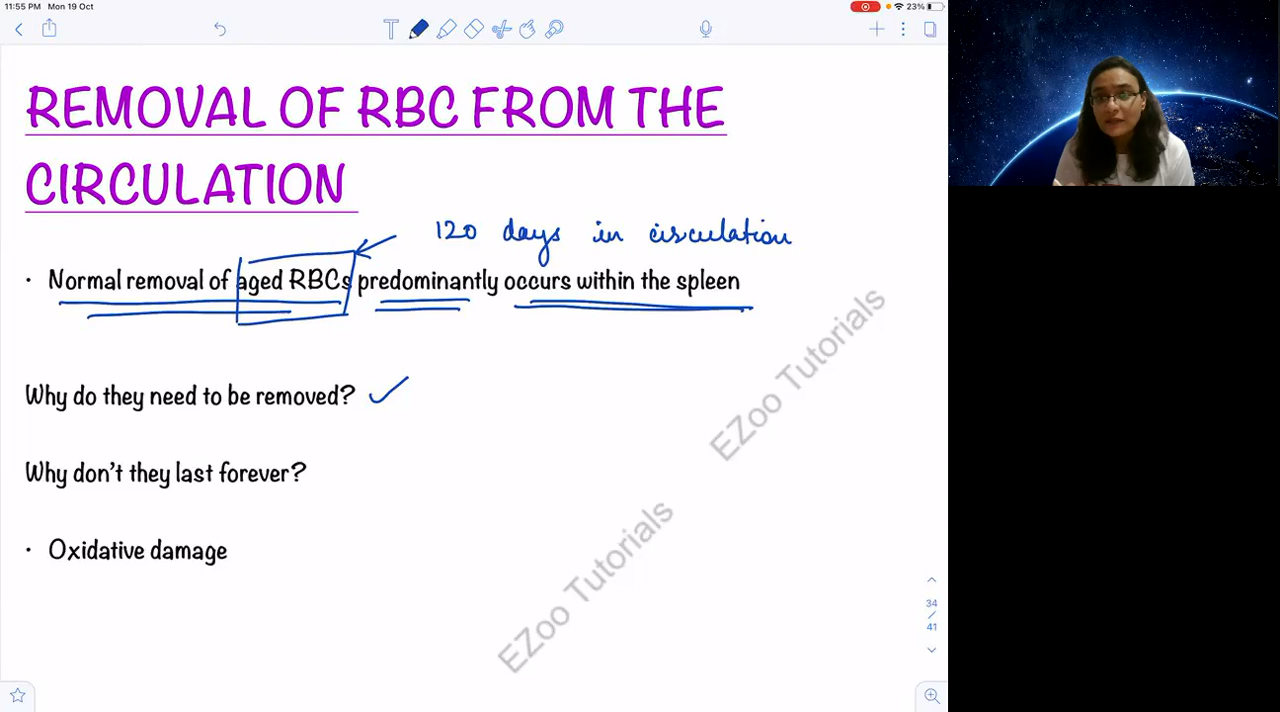 11:55 PM Mon 19 Oct
23%
T
REMOVAL OF RBC FROM THE
CIRCULATION
120 days in circulation
· Normal removal of aged RBCs predominantly occurs within the spleen
Why do they need to be removed?
Why don't they last forever?
· Oxidative damage
EZoo Tutorials
EZoo Tutorials
34
/
41